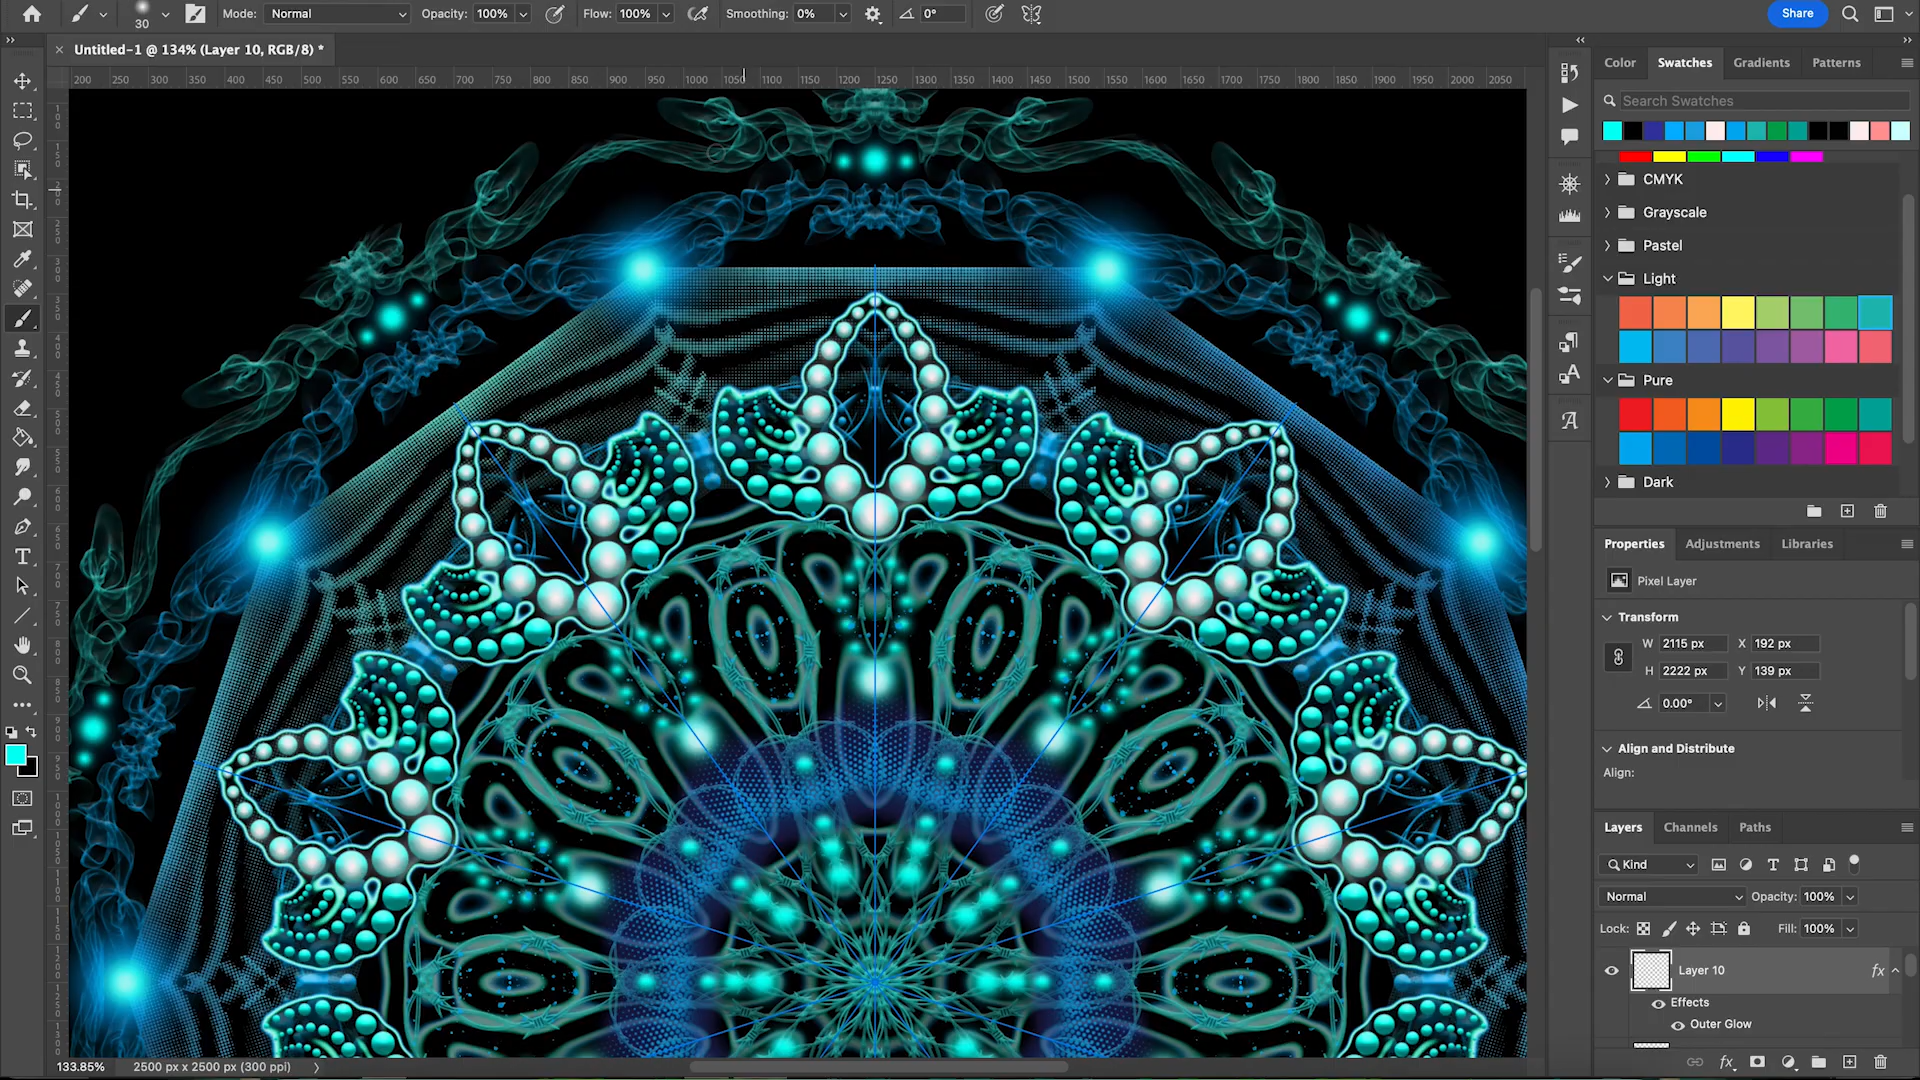 30
Mode: Normal
Opacity: 100%
Flow: 100%
Smoothing: 0%
0°
Share
Untitled-1 @ 134% (Layer 10, RGB/8) *
200 250 300 350 400 450 500 550 600 650 700 750 800 850 900 950 1000 1050 1100 1150 1200 1250 1300 1350 1400 1450 1500 1550 1600 1650 1700 1750 1800 1850 1900 1950 2000 2050
Color Swatches Gradients Patterns
Search Swatches
CMYK
Grayscale
Pastel
Light
Pure
Dark
Properties Adjustments Libraries
Pixel Layer
Transform
W 2115 px X 192 px
H 2222 px Y 139 px
0.00°
Align and Distribute
Align:
Layers Channels Paths
Kind
Normal Opacity: 100%
Lock: Fill: 100%
Layer 10 fx
Effects
Outer Glow
fx
133.85% 2500 px x 2500 px (300 ppi)